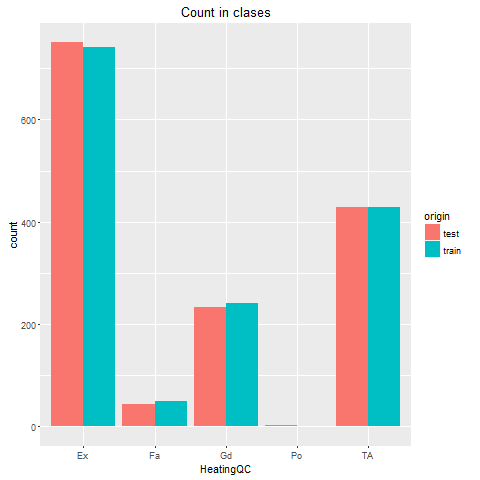 Count in clases
600
400
200
0
count
Ex Fa Gd Po TA
HeatingQC
origin
test
train